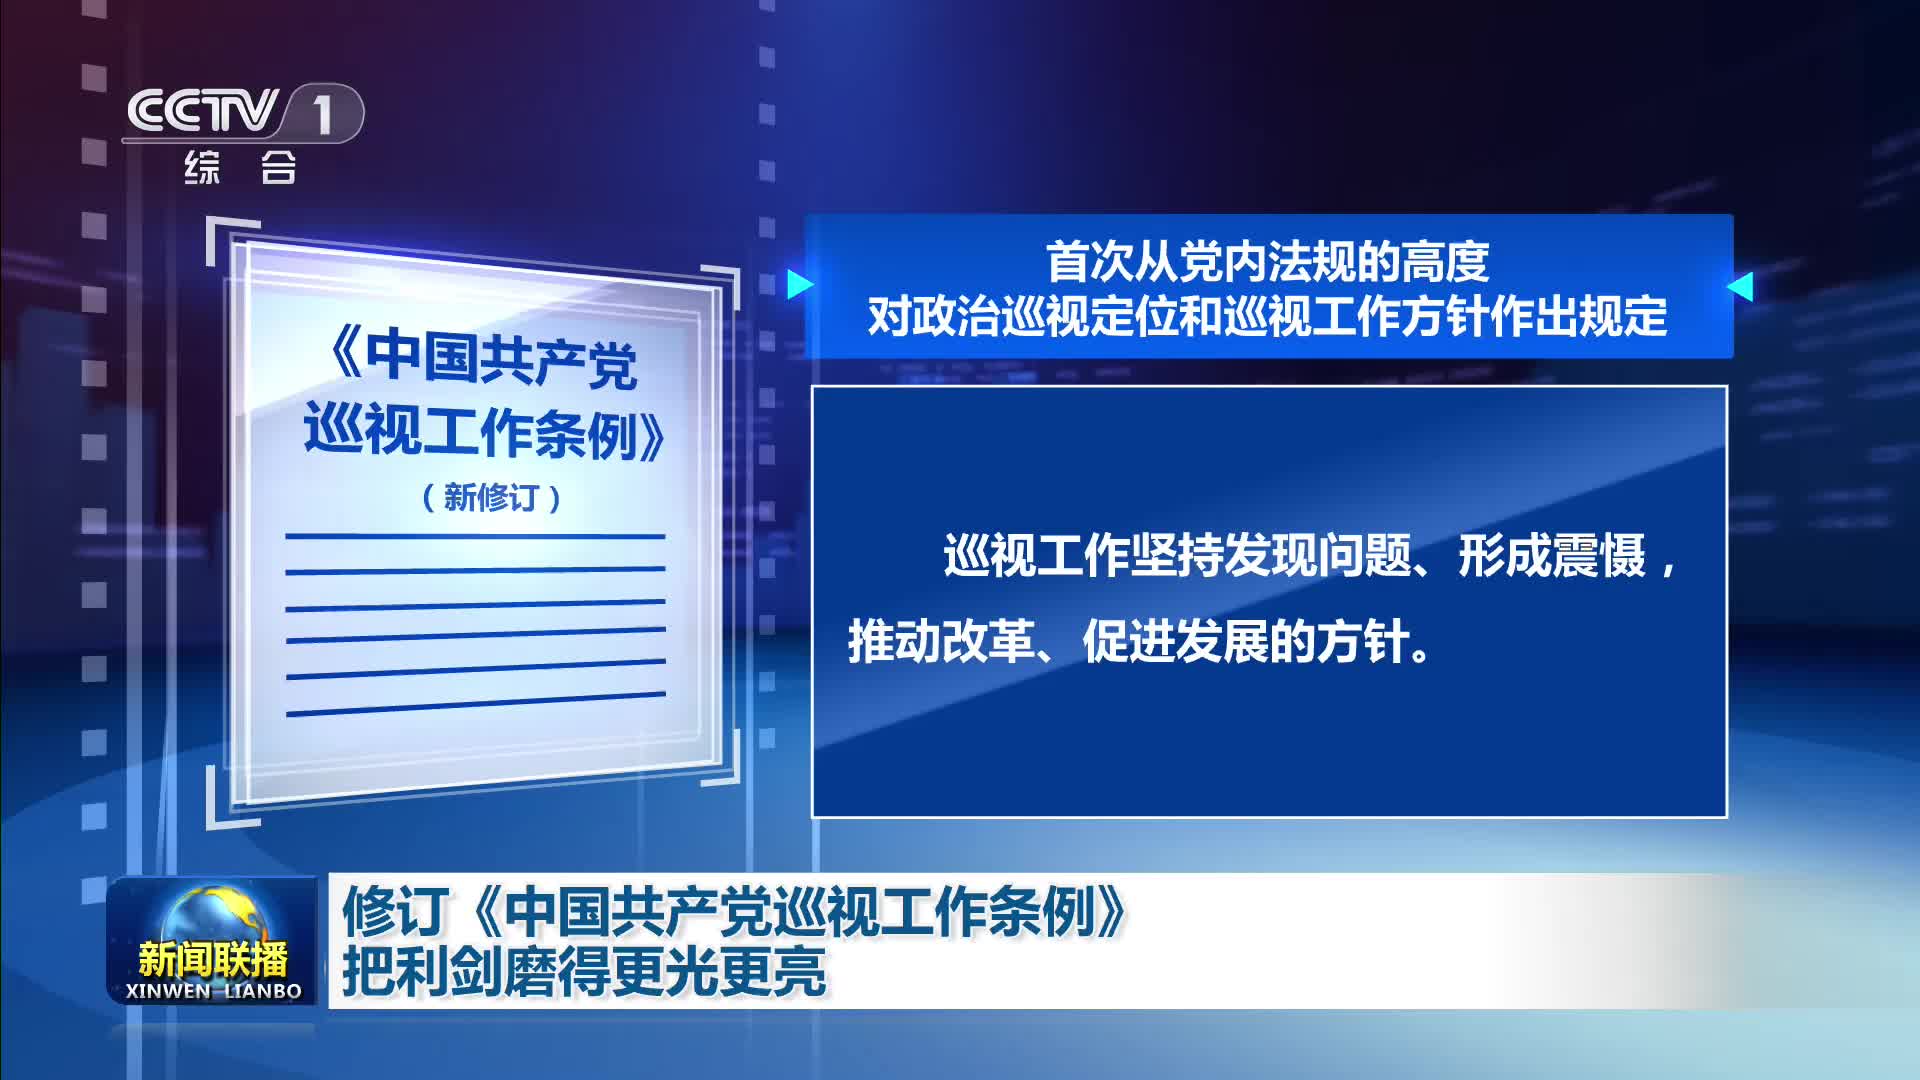 CCTV 1
综 合
《中国共产党
巡视工作条例》
（新修订）
首次从党内法规的高度
对政治巡视定位和巡视工作方针作出规定
巡视工作坚持发现问题、形成震慑，
推动改革、促进发展的方针。
修订《中国共产党巡视工作条例》
把利剑磨得更光更亮
新闻联播
XINWEN LIANBO